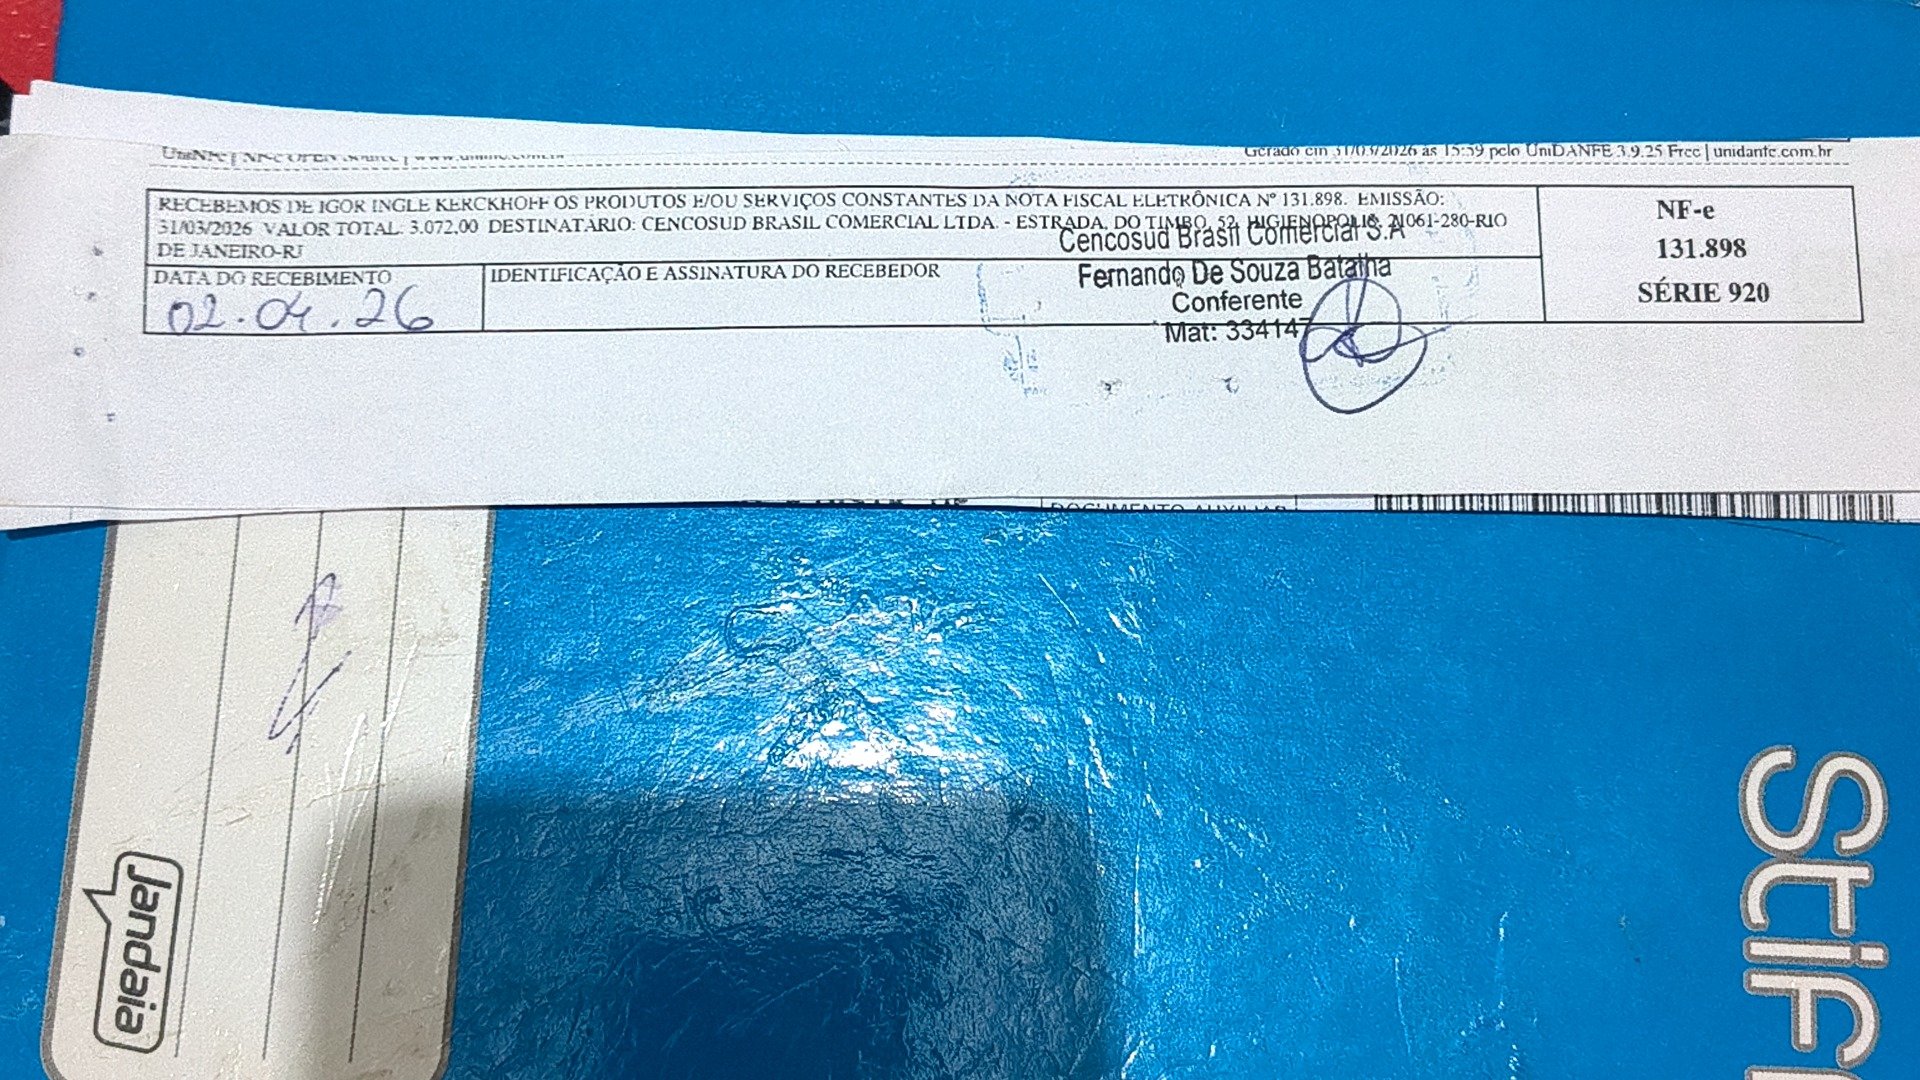 Gerado em 31/03/2026 às 15:59 pelo UniDANFE 3.9.25 Free | unidanfe.com.br
RECEBEMOS DE IGOR INGLE KERCKHOFF OS PRODUTOS E/OU SERVIÇOS CONSTANTES DA NOTA FISCAL ELETRÔNICA Nº 131.898. EMISSÃO:
31/03/2026 VALOR TOTAL: 3.072,00 DESTINATÁRIO: CENCOSUD BRASIL COMERCIAL LTDA. - ESTRADA, DO TIMBO, 52, HIGIENOPOLIS, 21061-280-RIO
DE JANEIRO-RJ
NF-e
131.898
SÉRIE 920
DATA DO RECEBIMENTO
02.04.26
IDENTIFICAÇÃO E ASSINATURA DO RECEBEDOR
Cencosud Brasil Comercial S.A
Fernando De Souza Batalha
Conferente
Mat: 334147
DOCUMENTO AUXILIAR
Jandaia
Stif